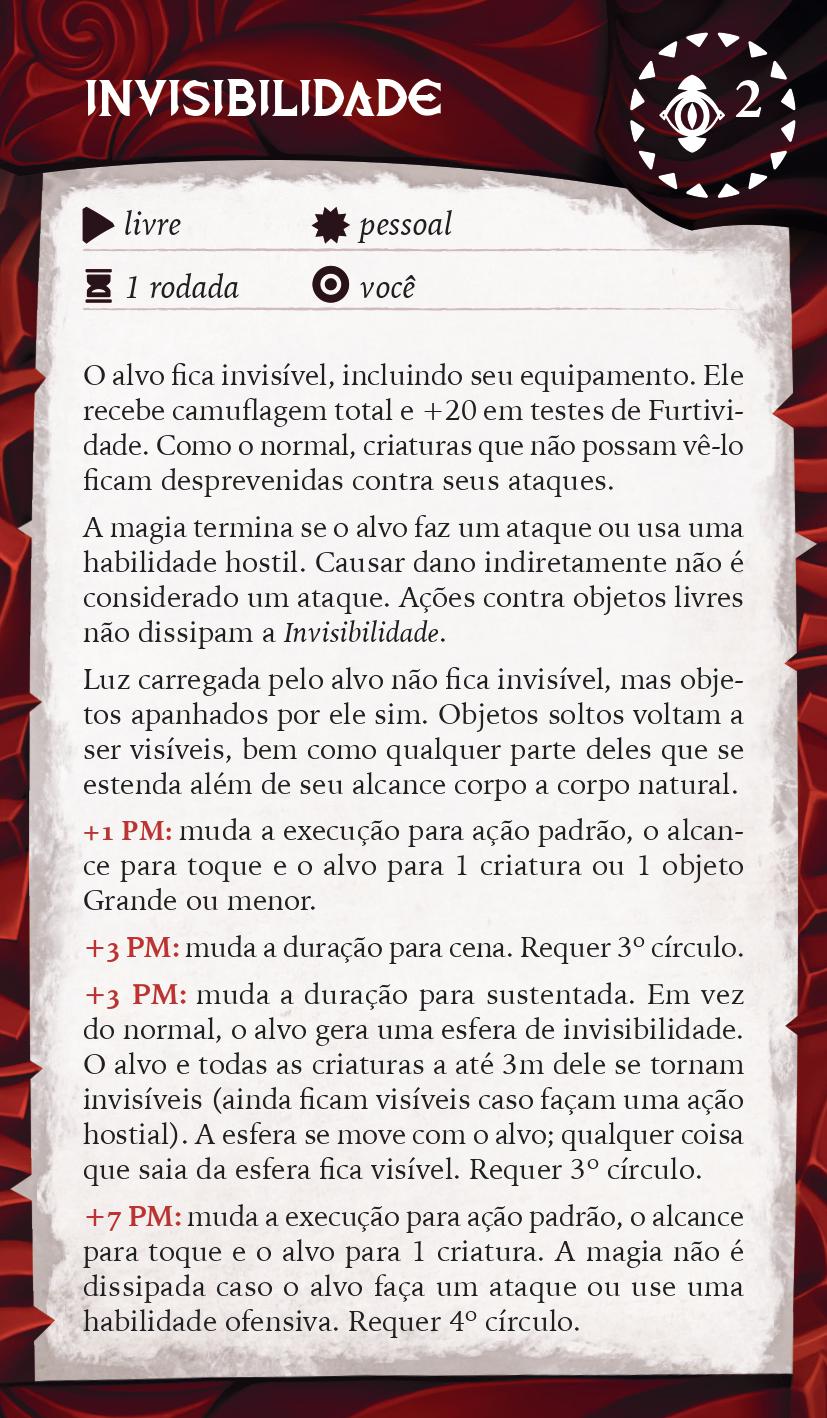 INVISIBILIDADE
2
livre pessoal
1 rodada você
O alvo fica invisível, incluindo seu equipamento. Ele
recebe camuflagem total e +20 em testes de Furtivi-
dade. Como o normal, criaturas que não possam vê-lo
ficam desprevenidas contra seus ataques.
A magia termina se o alvo faz um ataque ou usa uma
habilidade hostil. Causar dano indiretamente não é
considerado um ataque. Ações contra objetos livres
não dissipam a Invisibilidade.
Luz carregada pelo alvo não fica invisível, mas obje-
tos apanhados por ele sim. Objetos soltos voltam a
ser visíveis, bem como qualquer parte deles que se
estenda além de seu alcance corpo a corpo natural.
+1 PM: muda a execução para ação padrão, o alcan-
ce para toque e o alvo para 1 criatura ou 1 objeto
Grande ou menor.
+3 PM: muda a duração para cena. Requer 3º círculo.
+3 PM: muda a duração para sustentada. Em vez
do normal, o alvo gera uma esfera de invisibilidade.
O alvo e todas as criaturas a até 3m dele se tornam
invisíveis (ainda ficam visíveis caso façam uma ação
hostial). A esfera se move com o alvo; qualquer coisa
que saia da esfera fica visível. Requer 3º círculo.
+7 PM: muda a execução para ação padrão, o alcance
para toque e o alvo para 1 criatura. A magia não é
dissipada caso o alvo faça um ataque ou use uma
habilidade ofensiva. Requer 4º círculo.